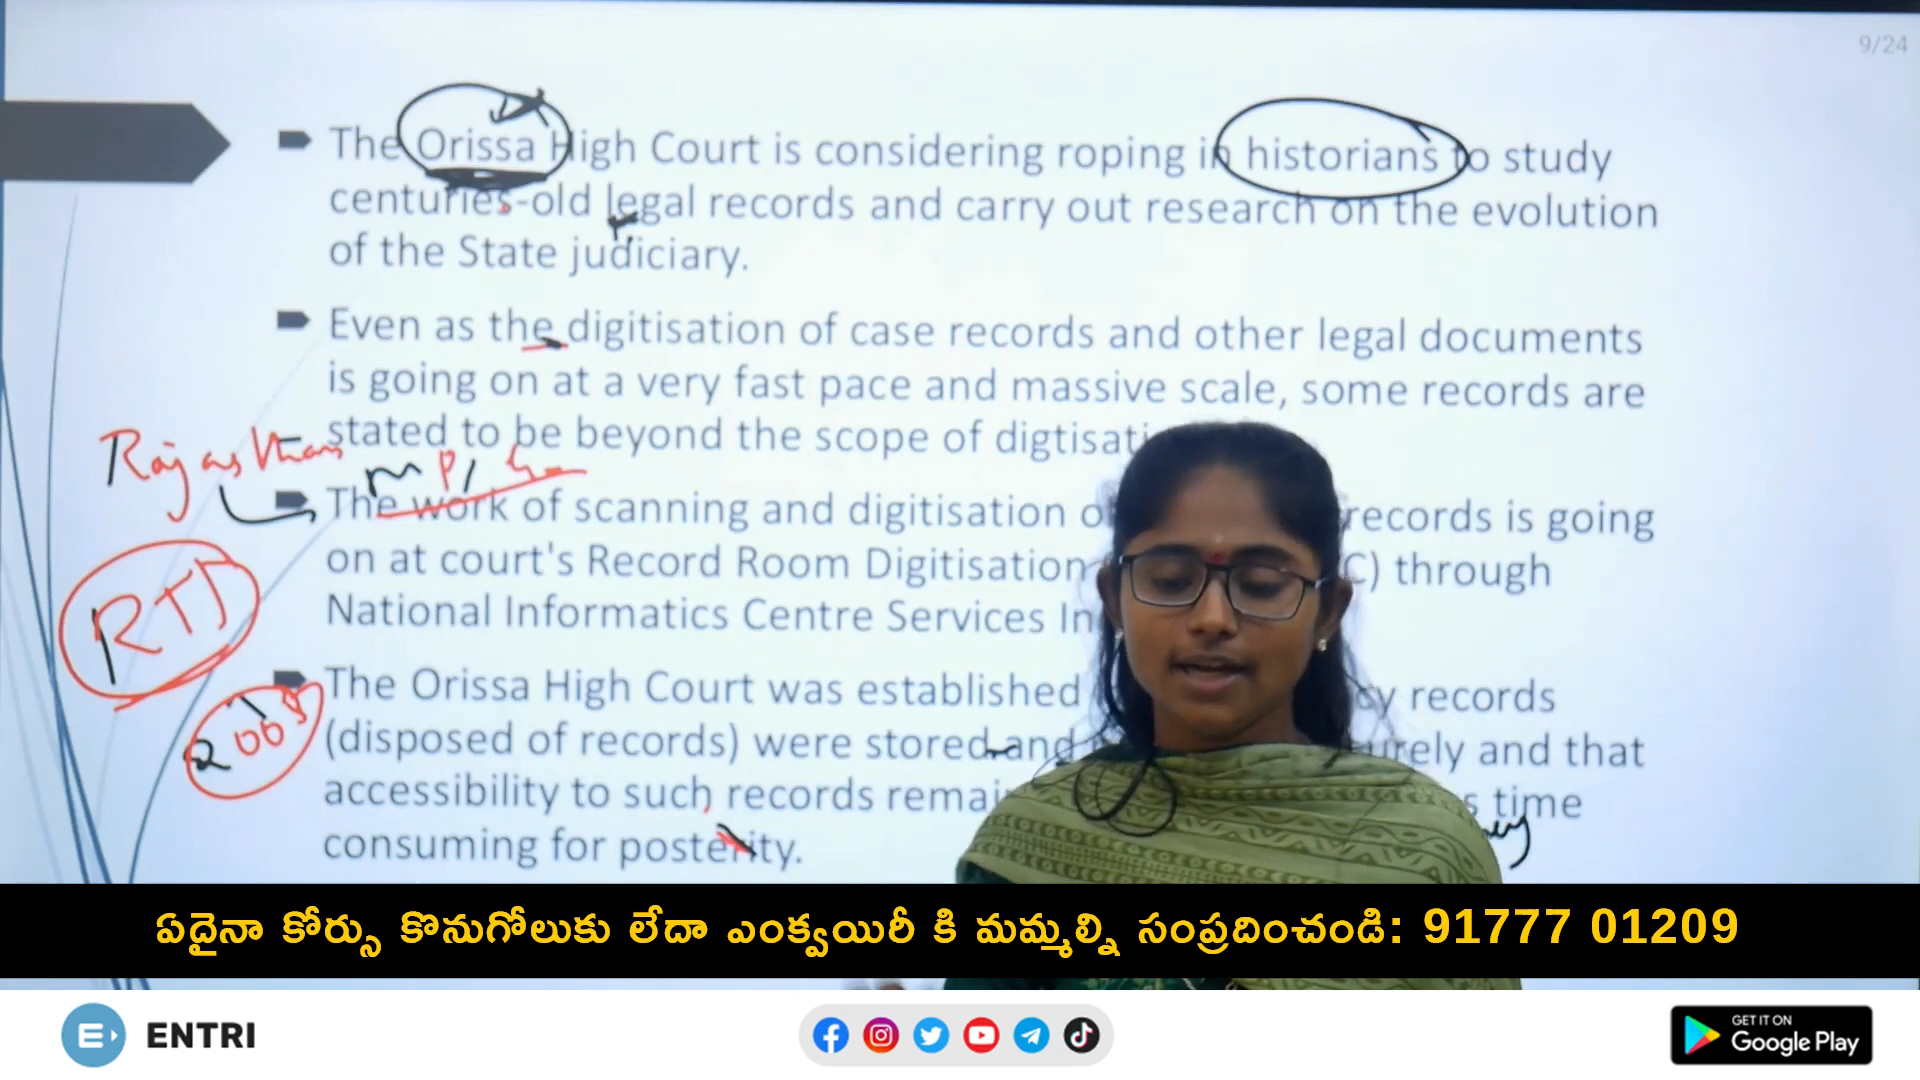 9/24
The Orissa High Court is considering roping in historians to study
centuries-old legal records and carry out research on the evolution
of the State judiciary.
Even as the digitisation of case records and other legal documents
is going on at a very fast pace and massive scale, some records are
stated to be beyond the scope of digtisati
Rajasthan
MP,
The work of scanning and digitisation o records is going
on at court's Record Room Digitisation C) through
National Informatics Centre Services In
RTI
The Orissa High Court was established cy records
2005
(disposed of records) were stored and urely and that
accessibility to such records remai s time
consuming for posterity.
ఏదైనా కోర్సు కొనుగోలుకు లేదా ఎంక్వయిరీ కి మమ్మల్ని సంప్రదించండి: 91777 01209
E ENTRI
GET IT ON
Google Play